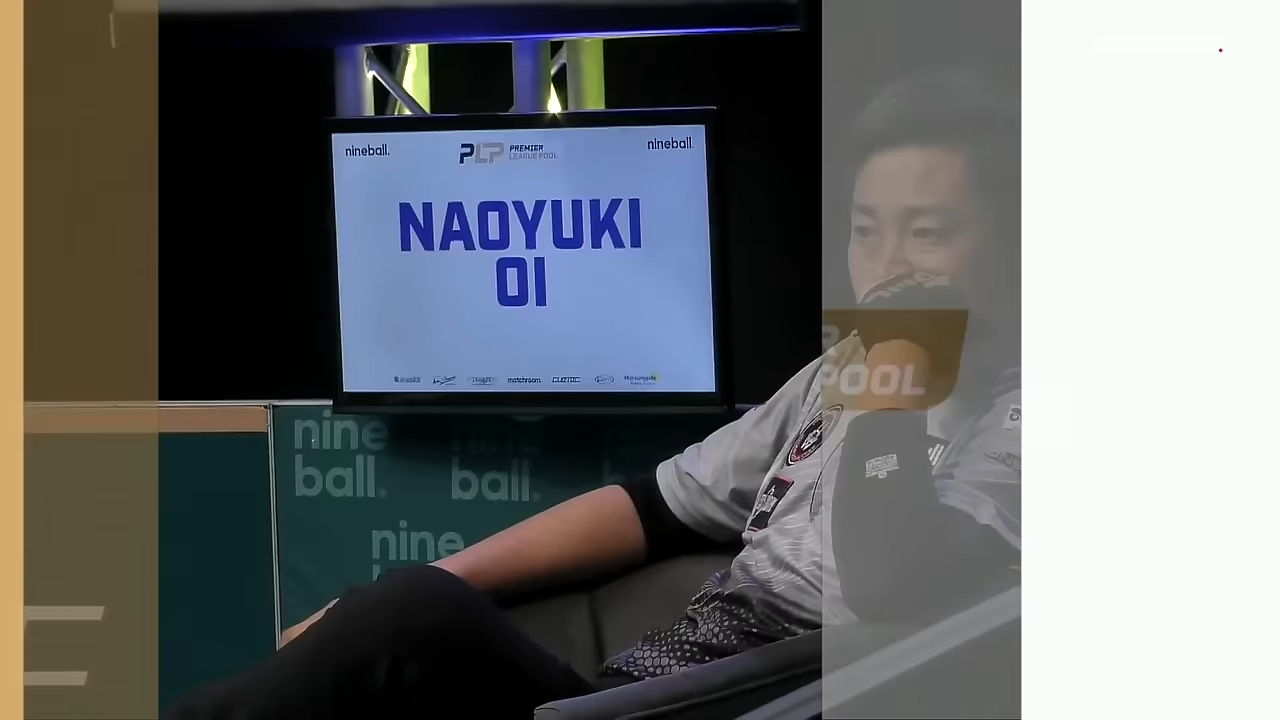 nineball.
PLP PREMIER
LEAGUE POOL
nineball
NAOYUKI
OI
matchroom.
nine
ball.
nine
ball.
nine
POOL